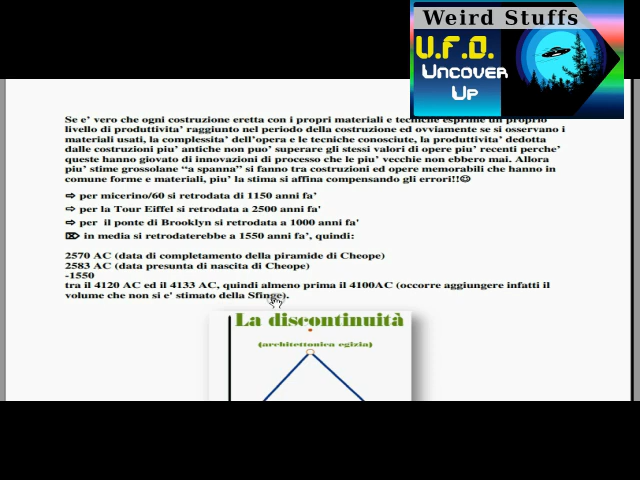 Weird Stuffs
U.F.O.
UNCOVER
UP
Se e' vero che ogni costruzione eretta con i propri materiali e tecniche esprime un proprio
livello di produttivita' raggiunto nel periodo della costruzione ed ovviamente se si osservano i
materiali usati, la complessita' dell'opera e le tecniche conosciute, la produttivita' dedotta
dalle costruzioni piu' antiche non puo' superare gli stessi valori di opere piu' recenti perche'
queste hanno giovato di innovazioni di processo che le piu' vecchie non ebbero mai. Allora
piu' stime grossolane "a spanna" si fanno tra costruzioni ed opere memorabili che hanno in
comune forme e materiali, piu' la stima si affina compensando gli errori!!☺
⇨ per micerino/60 si retrodata di 1150 anni fa'
⇨ per la Tour Eiffel si retrodata a 2500 anni fa'
⇨ per il ponte di Brooklyn si retrodata a 1000 anni fa'
⌦ in media si retrodaterebbe a 1550 anni fa', quindi:
2570 AC (data di completamento della piramide di Cheope)
2583 AC (data presunta di nascita di Cheope)
-1550
tra il 4120 AC ed il 4133 AC, quindi almeno prima il 4100AC (occorre aggiungere infatti il
volume che non si e' stimato della Sfinge).
La discontinuità
(architettonica egizia)